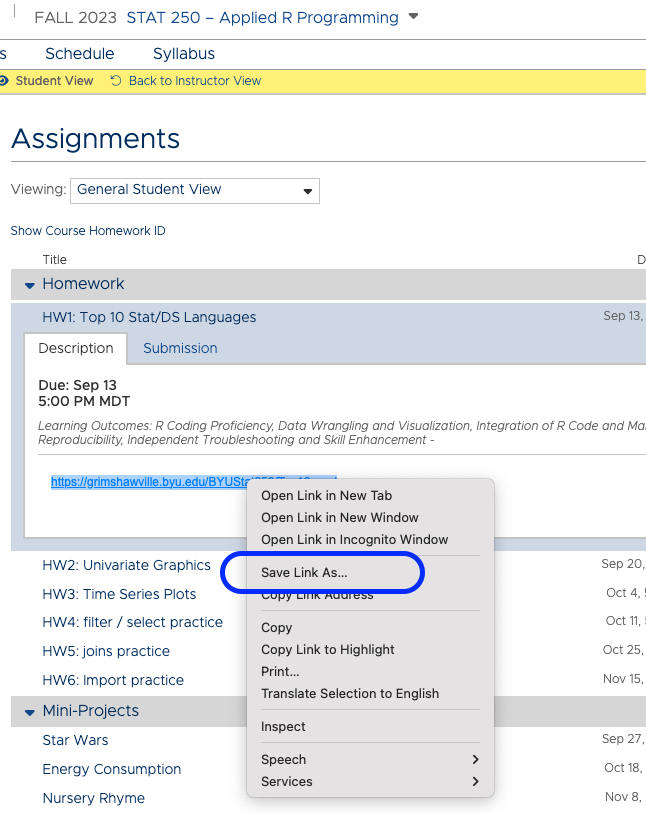 FALL 2023 STAT 250 – Applied R Programming
s Schedule Syllabus
Student View Back to Instructor View
Assignments
Viewing: General Student View
Show Course Homework ID
Title D
Homework
HW1: Top 10 Stat/DS Languages Sep 13,
Description Submission
Due: Sep 13
5:00 PM MDT
Learning Outcomes: R Coding Proficiency, Data Wrangling and Visualization, Integration of R Code and Ma
Reproducibility, Independent Troubleshooting and Skill Enhancement -
https://grimshawville.byu.edu/BYUSta
Open Link in New Tab
Open Link in New Window
Open Link in Incognito Window
Save Link As...
Copy Link Address
Copy
Copy Link to Highlight
Print...
Translate Selection to English
Inspect
Speech
Services
HW2: Univariate Graphics Sep 20,
HW3: Time Series Plots Oct 4,
HW4: filter / select practice Oct 11,
HW5: joins practice Oct 25,
HW6: Import practice Nov 15,
Mini-Projects
Star Wars Sep 27,
Energy Consumption Oct 18,
Nursery Rhyme Nov 8,